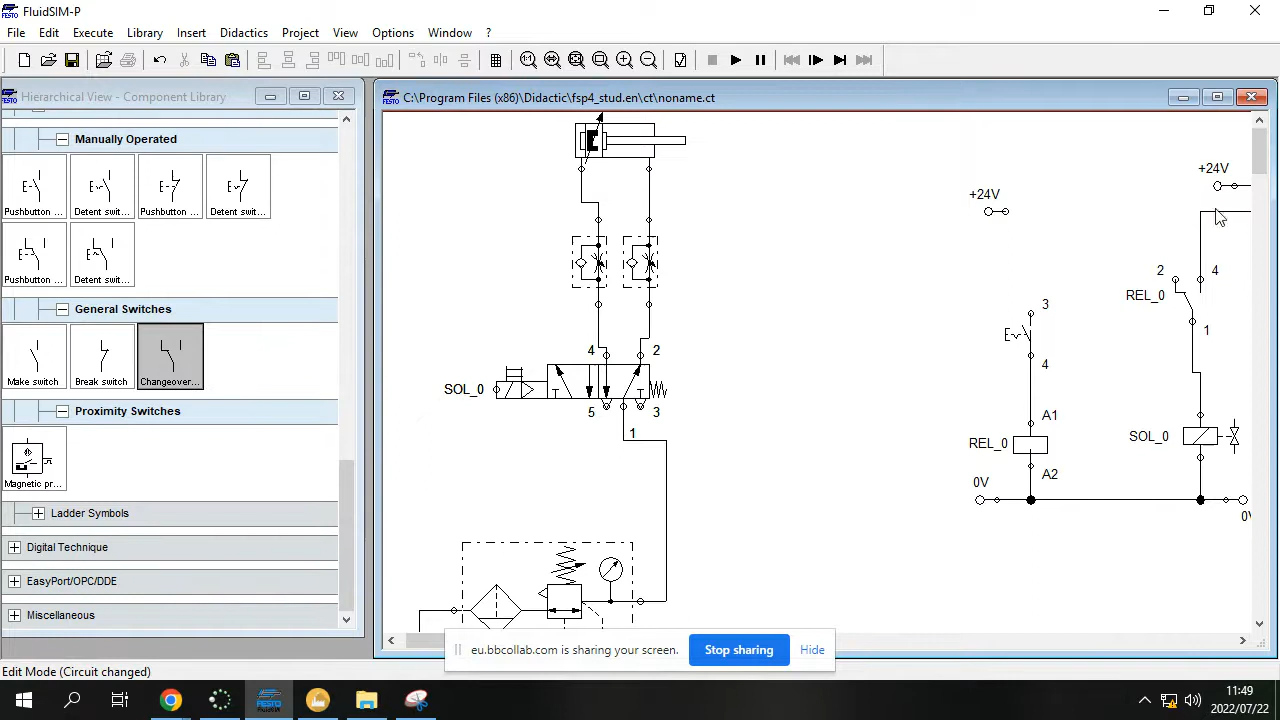 FESTO FluidSIM-P
File Edit Execute Library Insert Didactics Project View Options Window ?
Hierarchical View - Component Library
C:\Program Files (x86)\Didactic\fsp4_stud.en\ct\noname.ct
Manually Operated
Pushbutton ... Detent swit... Pushbutton ... Detent swit...
Pushbutton ... Detent swit...
General Switches
Make switch Break switch Changeover...
Proximity Switches
Magnetic pr...
Ladder Symbols
Digital Technique
EasyPort/OPC/DDE
Miscellaneous
+24V
+24V
2 4
REL_0
3
1
4
4 2
SOL_0
5 3
1
A1
REL_0
SOL_0
A2
0V
0V
eu.bbcollab.com is sharing your screen. Stop sharing Hide
Edit Mode (Circuit changed)
11:49
2022/07/22